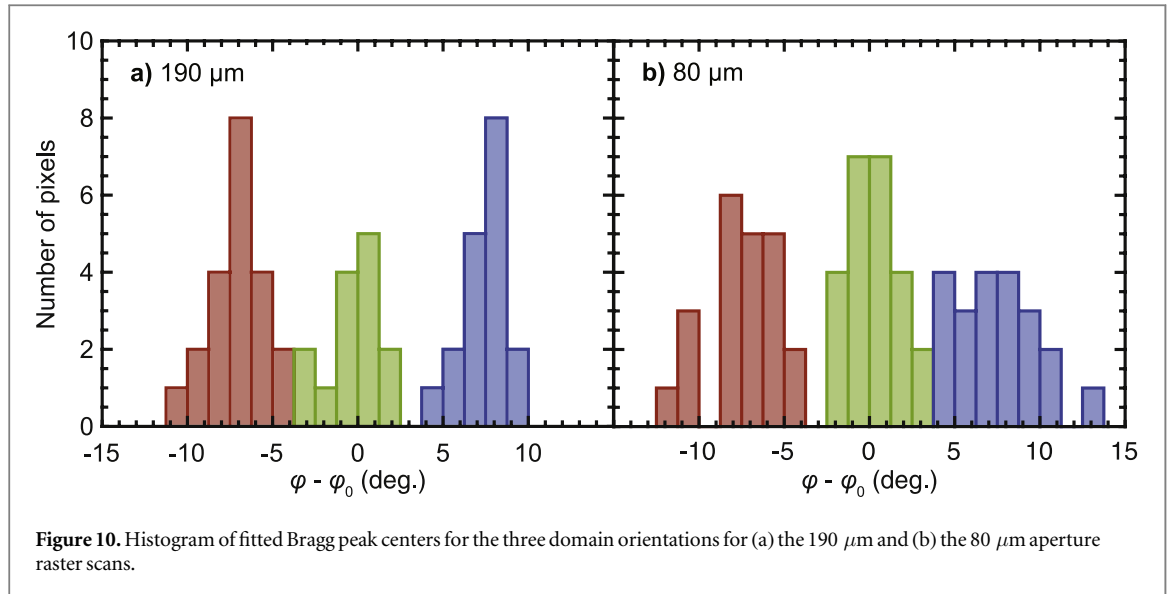 10
8
6
4
2
0
Number of pixels
a) 190 μm
b) 80 μm
-15 -10 -5 0 5 10
-10 -5 0 5 10 15
φ - φ0 (deg.)
φ - φ0 (deg.)
Figure 10. Histogram of fitted Bragg peak centers for the three domain orientations for (a) the 190 μm and (b) the 80 μm aperture
raster scans.